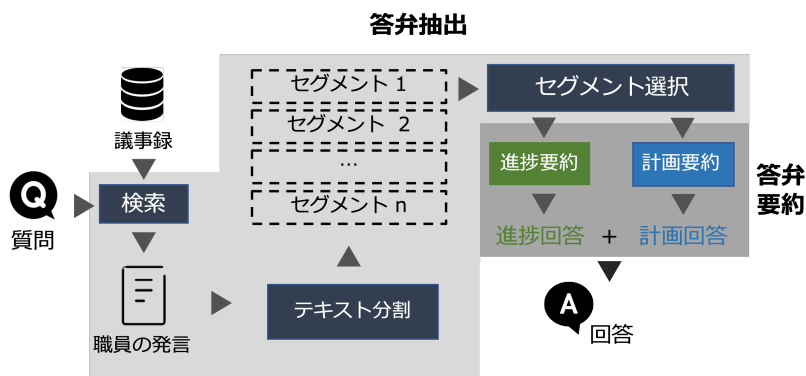 答弁抽出
セグメント 1
セグメント 2
…
セグメント n
セグメント選択
議事録
Q
質問
検索
職員の発言
テキスト分割
進捗要約
計画要約
答弁
要約
進捗回答 + 計画回答
A
回答